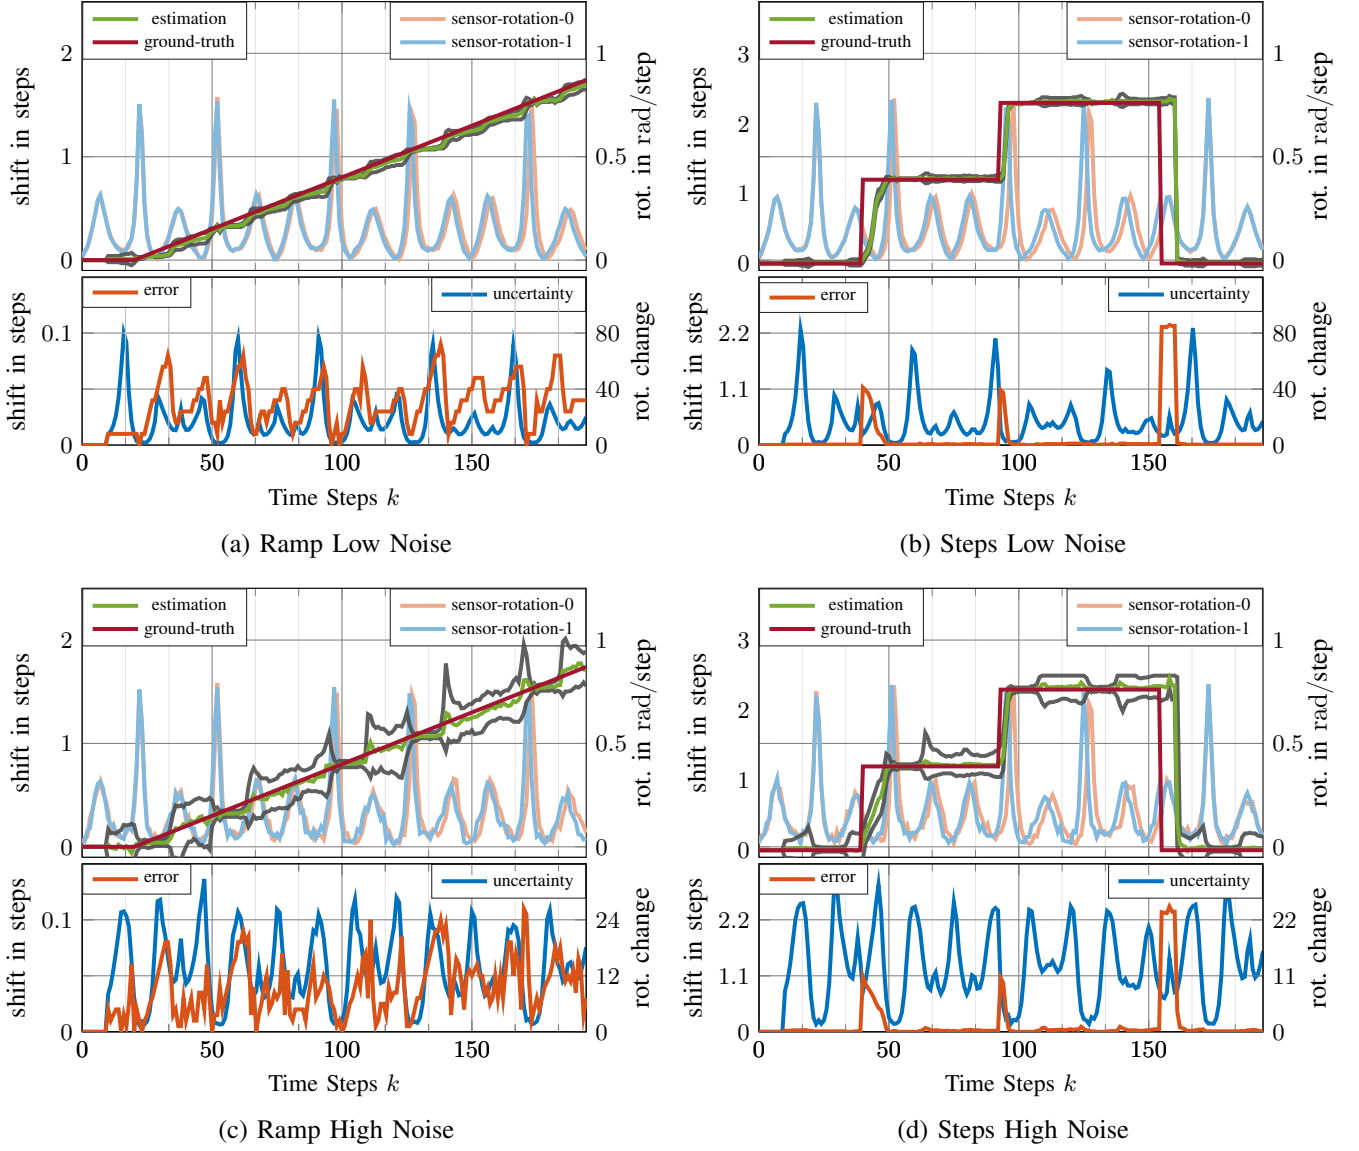 estimation
ground-truth
sensor-rotation-0
sensor-rotation-1
2
1
0
shift in steps
1
0.5
0
rot. in rad/step
error
uncertainty
0.1
0
shift in steps
80
40
0
rot. change
0
50
100
150
Time Steps k
(a) Ramp Low Noise
estimation
ground-truth
sensor-rotation-0
sensor-rotation-1
3
2
1
0
shift in steps
1
0.5
0
rot. in rad/step
error
uncertainty
2.2
1.1
0
shift in steps
80
40
0
rot. change
0
50
100
150
Time Steps k
(b) Steps Low Noise
estimation
ground-truth
sensor-rotation-0
sensor-rotation-1
2
1
0
shift in steps
1
0.5
0
rot. in rad/step
error
uncertainty
0.1
0
shift in steps
24
12
0
rot. change
0
50
100
150
Time Steps k
(c) Ramp High Noise
estimation
ground-truth
sensor-rotation-0
sensor-rotation-1
3
2
1
0
shift in steps
1
0.5
0
rot. in rad/step
error
uncertainty
2.2
1.1
0
shift in steps
22
11
0
rot. change
0
50
100
150
Time Steps k
(d) Steps High Noise